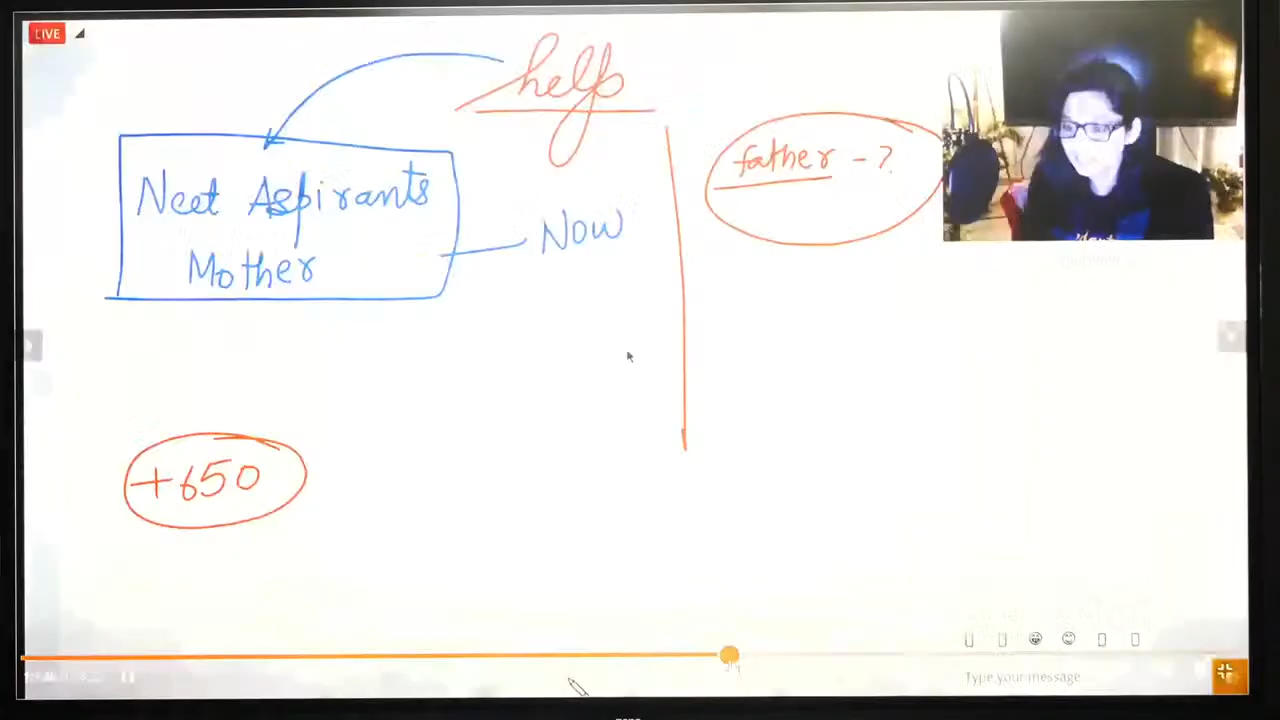 LIVE
help
Neet Aspirants
Mother
Now
father - ?
+650
Type your message